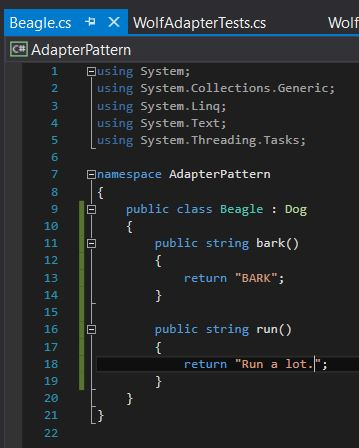 Beagle.cs WolfAdapterTests.cs Wolf
C# AdapterPattern
1 using System;
2 using System.Collections.Generic;
3 using System.Linq;
4 using System.Text;
5 using System.Threading.Tasks;
6
7 namespace AdapterPattern
8 {
9 public class Beagle : Dog
10 {
11 public string bark()
12 {
13 return "BARK";
14 }
15
16 public string run()
17 {
18 return "Run a lot.";
19 }
20 }
21 }
22